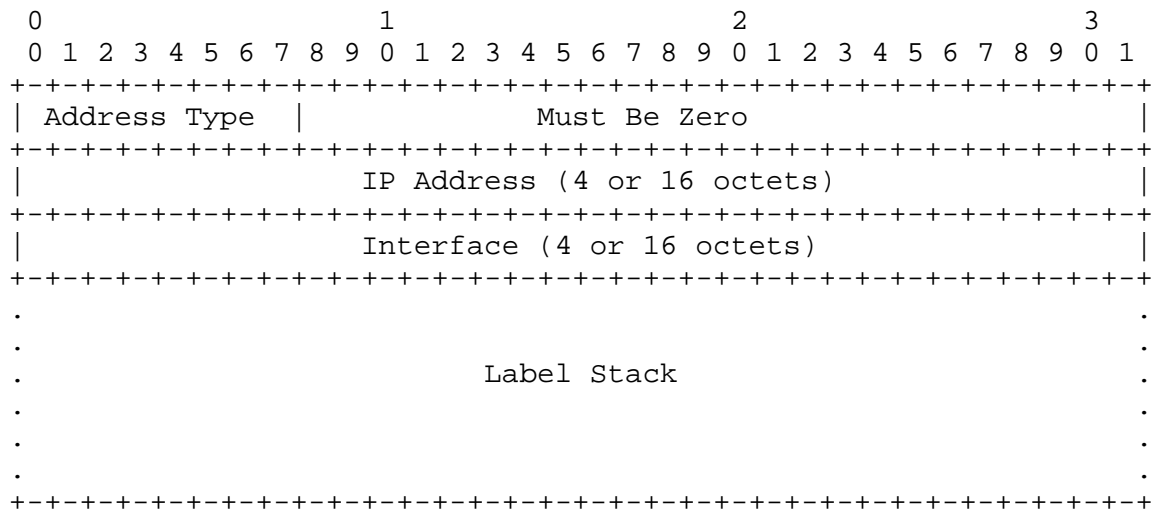 0                   1                   2                   3
 0 1 2 3 4 5 6 7 8 9 0 1 2 3 4 5 6 7 8 9 0 1 2 3 4 5 6 7 8 9 0 1
+-+-+-+-+-+-+-+-+-+-+-+-+-+-+-+-+-+-+-+-+-+-+-+-+-+-+-+-+-+-+-+-+
| Address Type  |             Must Be Zero                      |
+-+-+-+-+-+-+-+-+-+-+-+-+-+-+-+-+-+-+-+-+-+-+-+-+-+-+-+-+-+-+-+-+
|                   IP Address (4 or 16 octets)                 |
+-+-+-+-+-+-+-+-+-+-+-+-+-+-+-+-+-+-+-+-+-+-+-+-+-+-+-+-+-+-+-+-+
|                   Interface (4 or 16 octets)                  |
+-+-+-+-+-+-+-+-+-+-+-+-+-+-+-+-+-+-+-+-+-+-+-+-+-+-+-+-+-+-+-+-+
.                                                               .
.                                                               .
.                          Label Stack                          .
.                                                               .
.                                                               .
.                                                               .
+-+-+-+-+-+-+-+-+-+-+-+-+-+-+-+-+-+-+-+-+-+-+-+-+-+-+-+-+-+-+-+-+